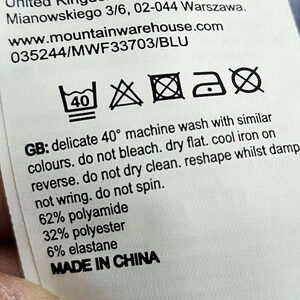 United King
Mianowskiego 3/6, 02-044 Warszawa.
www.mountainwarehouse.com
035244/MWF33703/BLU
40
GB: delicate 40° machine wash with similar
colours. do not bleach. dry flat. cool iron on
reverse. do not dry clean. reshape whilst damp
not wring. do not spin.
62% polyamide
32% polyester
6% elastane
MADE IN CHINA